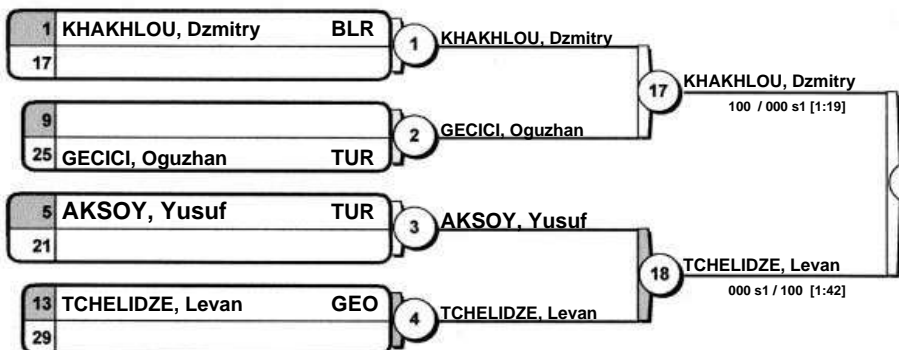 1 KHAKHLOU, Dzmitry BLR
17
1
KHAKHLOU, Dzmitry
9
25 GECICI, Oguzhan TUR
2
GECICI, Oguzhan
17
KHAKHLOU, Dzmitry
100 / 000 s1 [1:19]
5 AKSOY, Yusuf TUR
21
3
AKSOY, Yusuf
13 TCHELIDZE, Levan GEO
29
4
TCHELIDZE, Levan
18
TCHELIDZE, Levan
000 s1 / 100 [1:42]